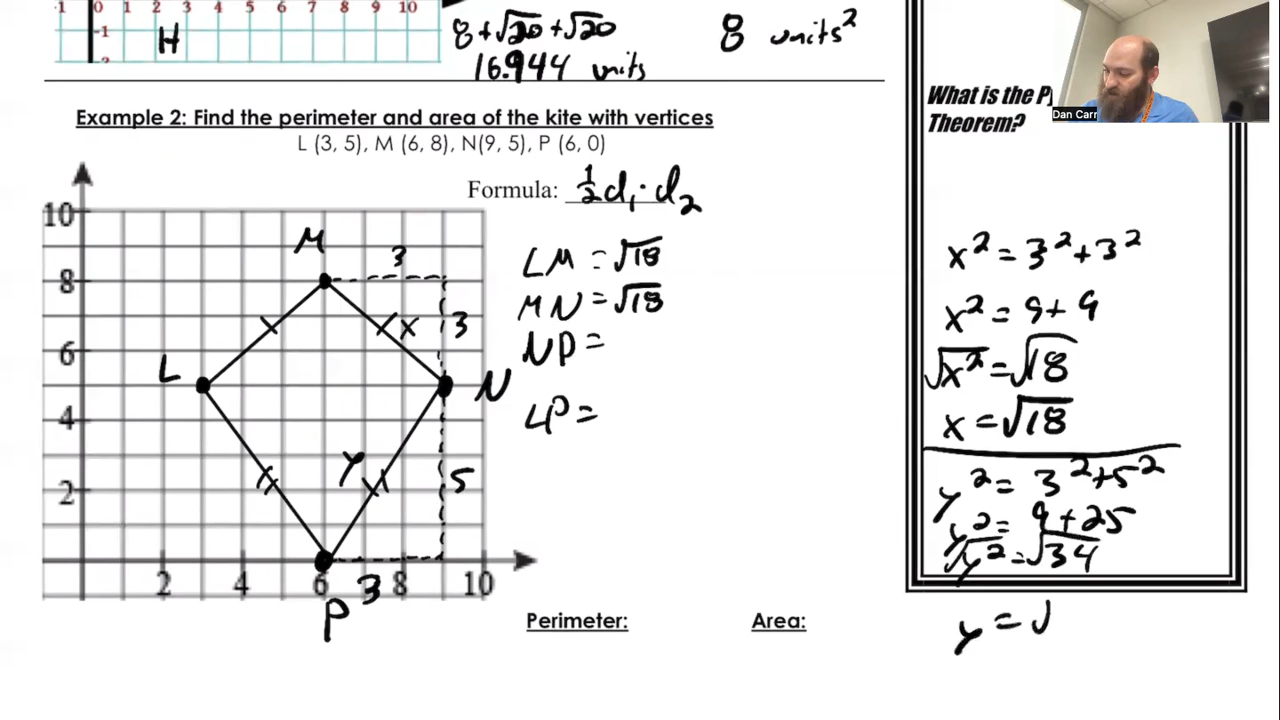 -1 0 1 2 3 4 5 6 7 8 9 10
-1
H
8+√20+√20
16.944 units
8 units²
Example 2: Find the perimeter and area of the kite with vertices
L (3, 5), M (6, 8), N(9, 5), P (6, 0)
Formula: ½d₁·d₂
10
8
6
4
2
2 4 6 8 10
M
3
3
x
L
N
y
5
3
P
LM = √18
MN = √18
NP =
LP =
Perimeter: Area:
What is the P
Theorem?
Dan Carr
x² = 3² + 3²
x² = 9 + 9
√x² = √18
x = √18
y² = 3² + 5²
y² = 9 + 25
√y² = √34
y = √